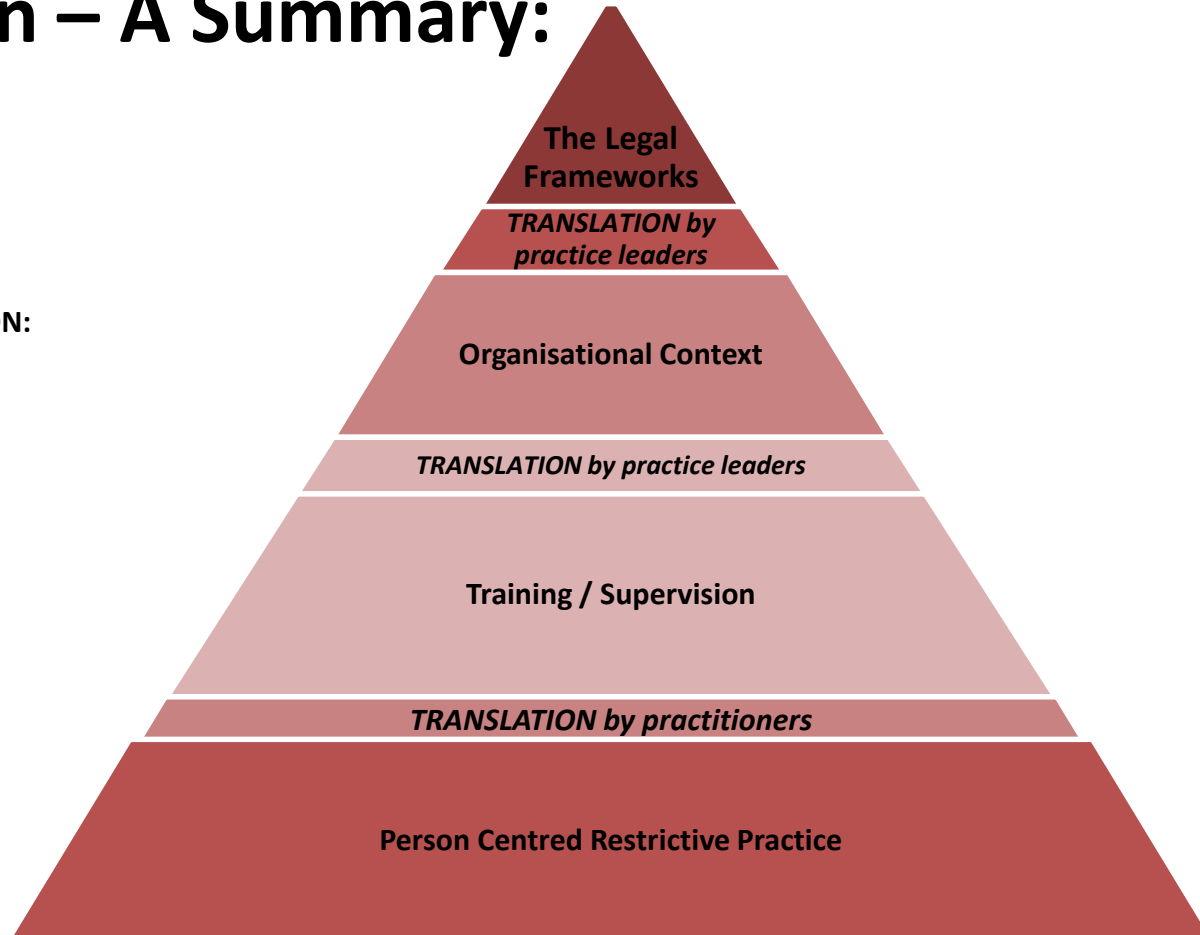 n – A Summary:
The Legal
Frameworks
TRANSLATION by
practice leaders
N:
Organisational Context
TRANSLATION by practice leaders
Training / Supervision
TRANSLATION by practitioners
Person Centred Restrictive Practice